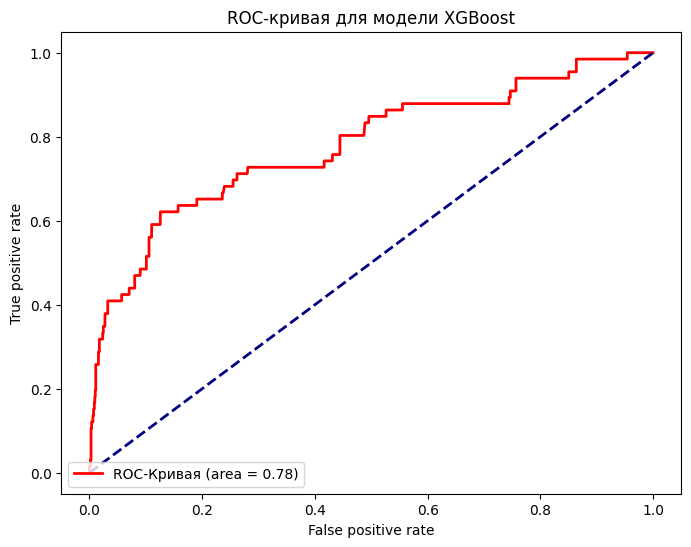 ROC-кривая для модели XGBoost
1.0
0.8
0.6
0.4
0.2
0.0
True positive rate
ROC-Кривая (area = 0.78)
0.0 0.2 0.4 0.6 0.8 1.0
False positive rate